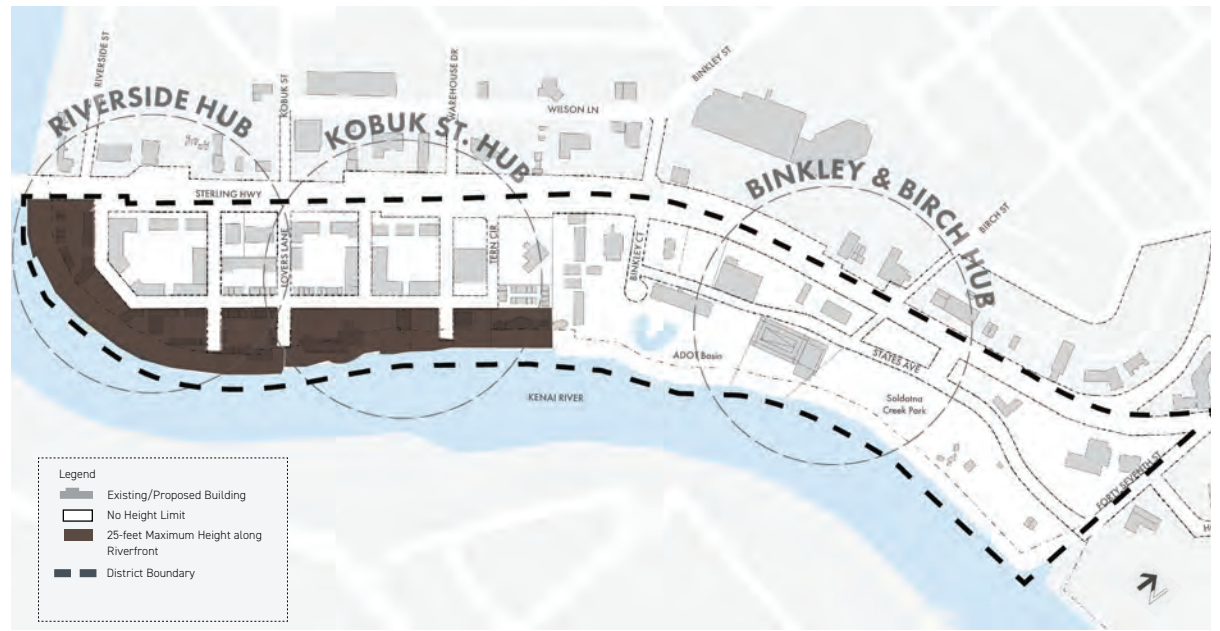 RIVERSIDE ST
KOBUK ST
WAREHOUSE DR
BINKLEY ST
WILSON LN
RIVERSIDE HUB
KOBUK ST. HUB
BINKLEY & BIRCH HUB
BIRCH ST
STERLING HWY
LOVERS LANE
TERN CIR
BINKLEY CT
ADOT Basin
STATES AVE
Soldotna
Creek Park
KENAI RIVER
FORTY SEVENTH ST
Legend
Existing/Proposed Building
No Height Limit
25-feet Maximum Height along
Riverfront
District Boundary
N